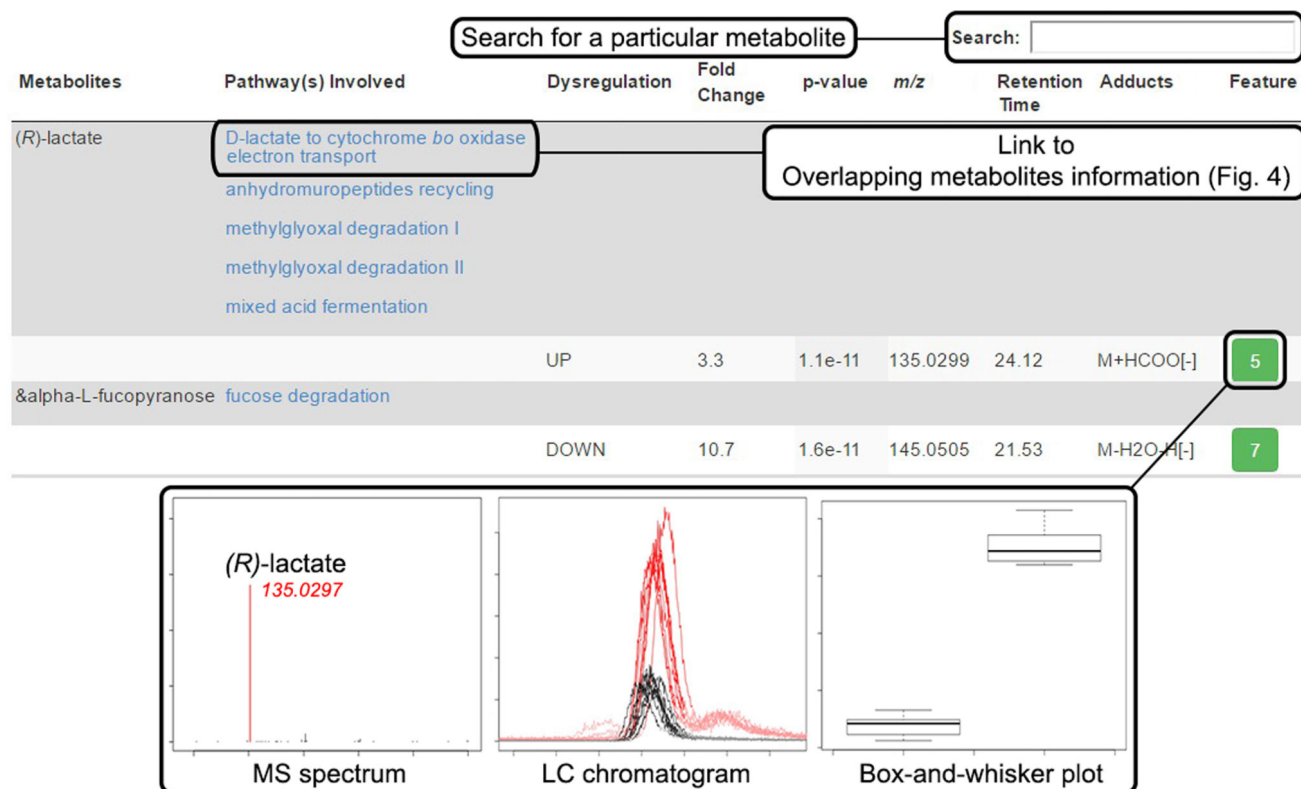 Search for a particular metabolite
Search:
Metabolites Pathway(s) Involved Dysregulation Fold Change p-value m/z Retention Time Adducts Feature
(R)-lactate
D-lactate to cytochrome bo oxidase
electron transport
Link to
Overlapping metabolites information (Fig. 4)
anhydromuropeptides recycling
methylglyoxal degradation I
methylglyoxal degradation II
mixed acid fermentation
UP 3.3 1.1e-11 135.0299 24.12 M+HCOO[-] 5
&alpha-L-fucopyranose fucose degradation
DOWN 10.7 1.6e-11 145.0505 21.53 M-H2O-H[-] 7
(R)-lactate
135.0297
MS spectrum
LC chromatogram
Box-and-whisker plot